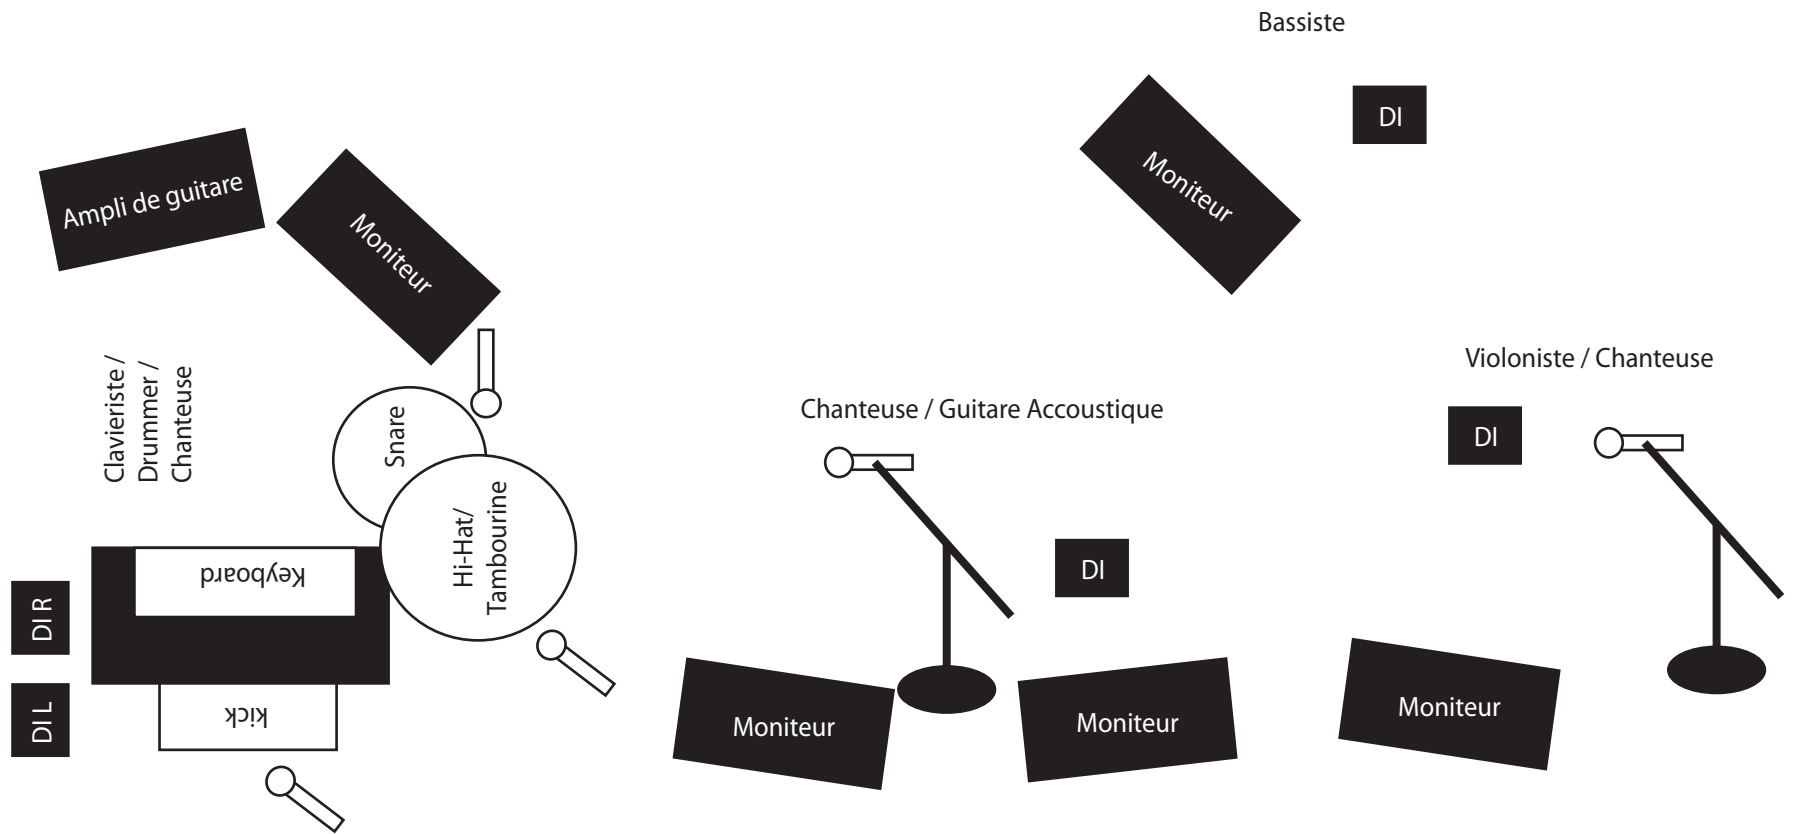 Bassiste
DI
Moniteur
Ampli de guitare
Moniteur
Clavieriste /
Drummer /
Chanteuse
Snare
Hi-Hat/
Tambourine
Keyboard
kick
DI R
DI L
Chanteuse / Guitare Accoustique
DI
Moniteur
Moniteur
Violoniste / Chanteuse
DI
Moniteur